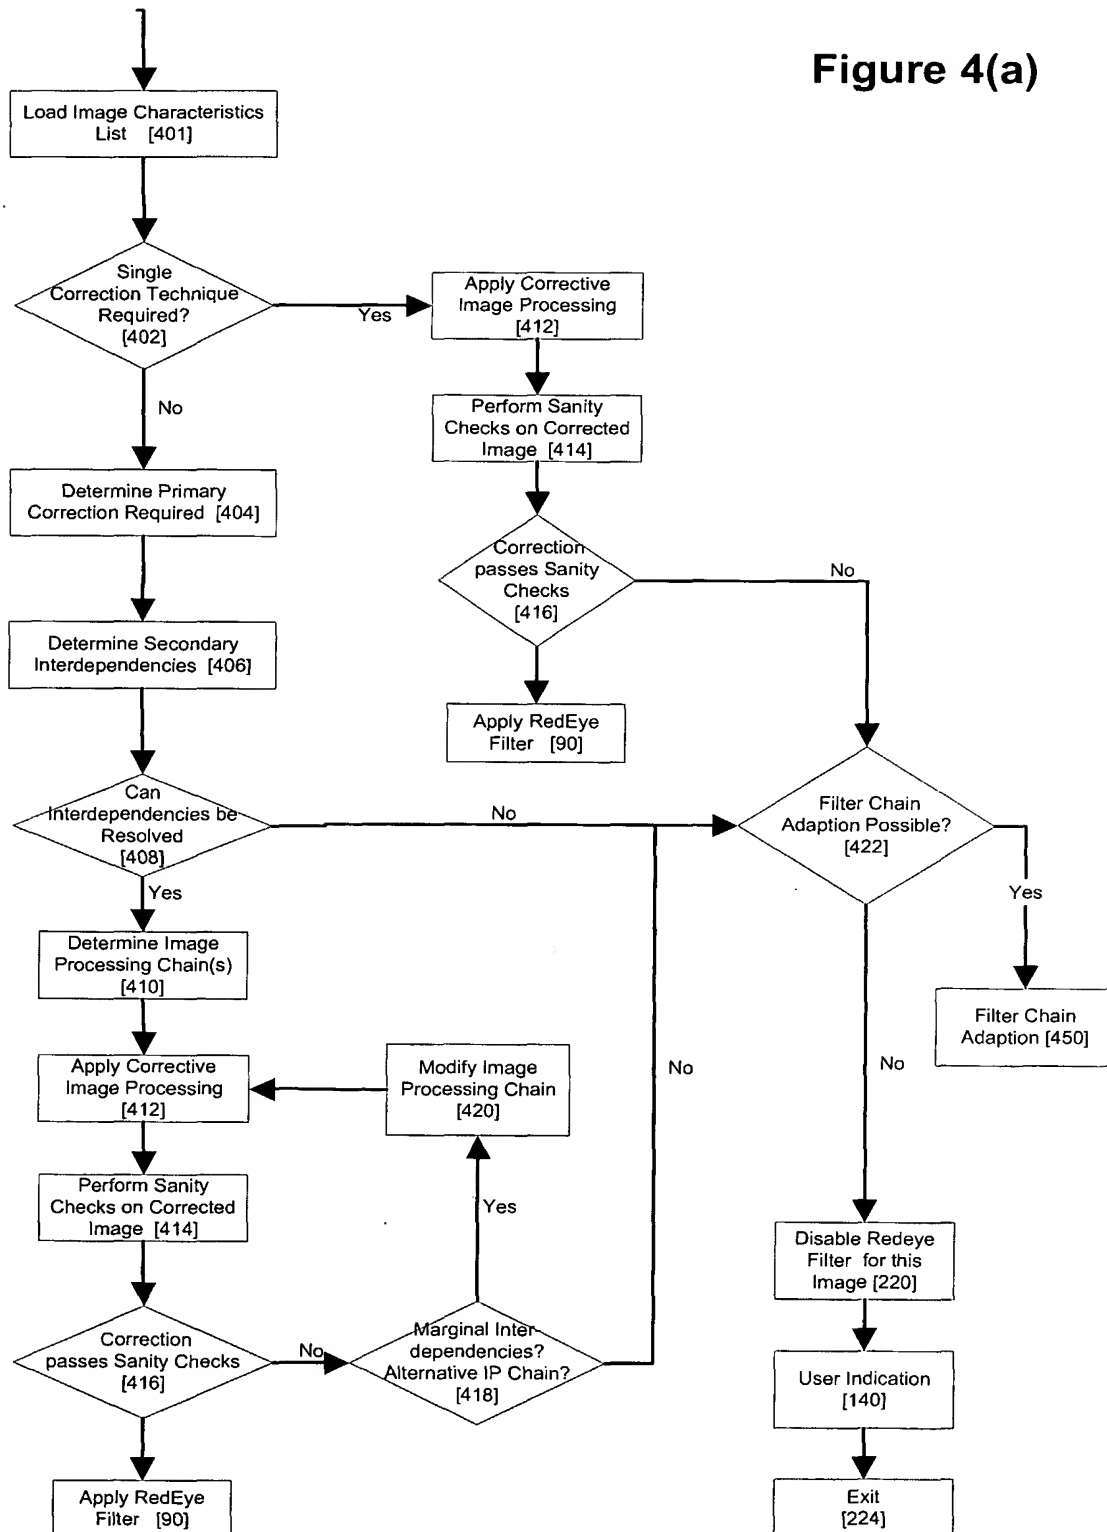 Figure 4(a)
Load Image Characteristics
List [401]
Single
Correction Technique
Required?
[402]
Yes
No
Apply Corrective
Image Processing
[412]
Perform Sanity
Checks on Corrected
Image [414]
Correction
passes Sanity
Checks
[416]
No
Apply RedEye
Filter [90]
Determine Primary
Correction Required [404]
Determine Secondary
Interdependencies [406]
Can
Interdependencies be
Resolved
[408]
No
Yes
Filter Chain
Adaption Possible?
[422]
Yes
No
Filter Chain
Adaption [450]
Determine Image
Processing Chain(s)
[410]
Apply Corrective
Image Processing
[412]
Modify Image
Processing Chain
[420]
No
Yes
Perform Sanity
Checks on Corrected
Image [414]
Correction
passes Sanity Checks
[416]
No
Marginal Inter-
dependencies?
Alternative IP Chain?
[418]
Apply RedEye
Filter [90]
Disable Redeye
Filter for this
Image [220]
User Indication
[140]
Exit
[224]